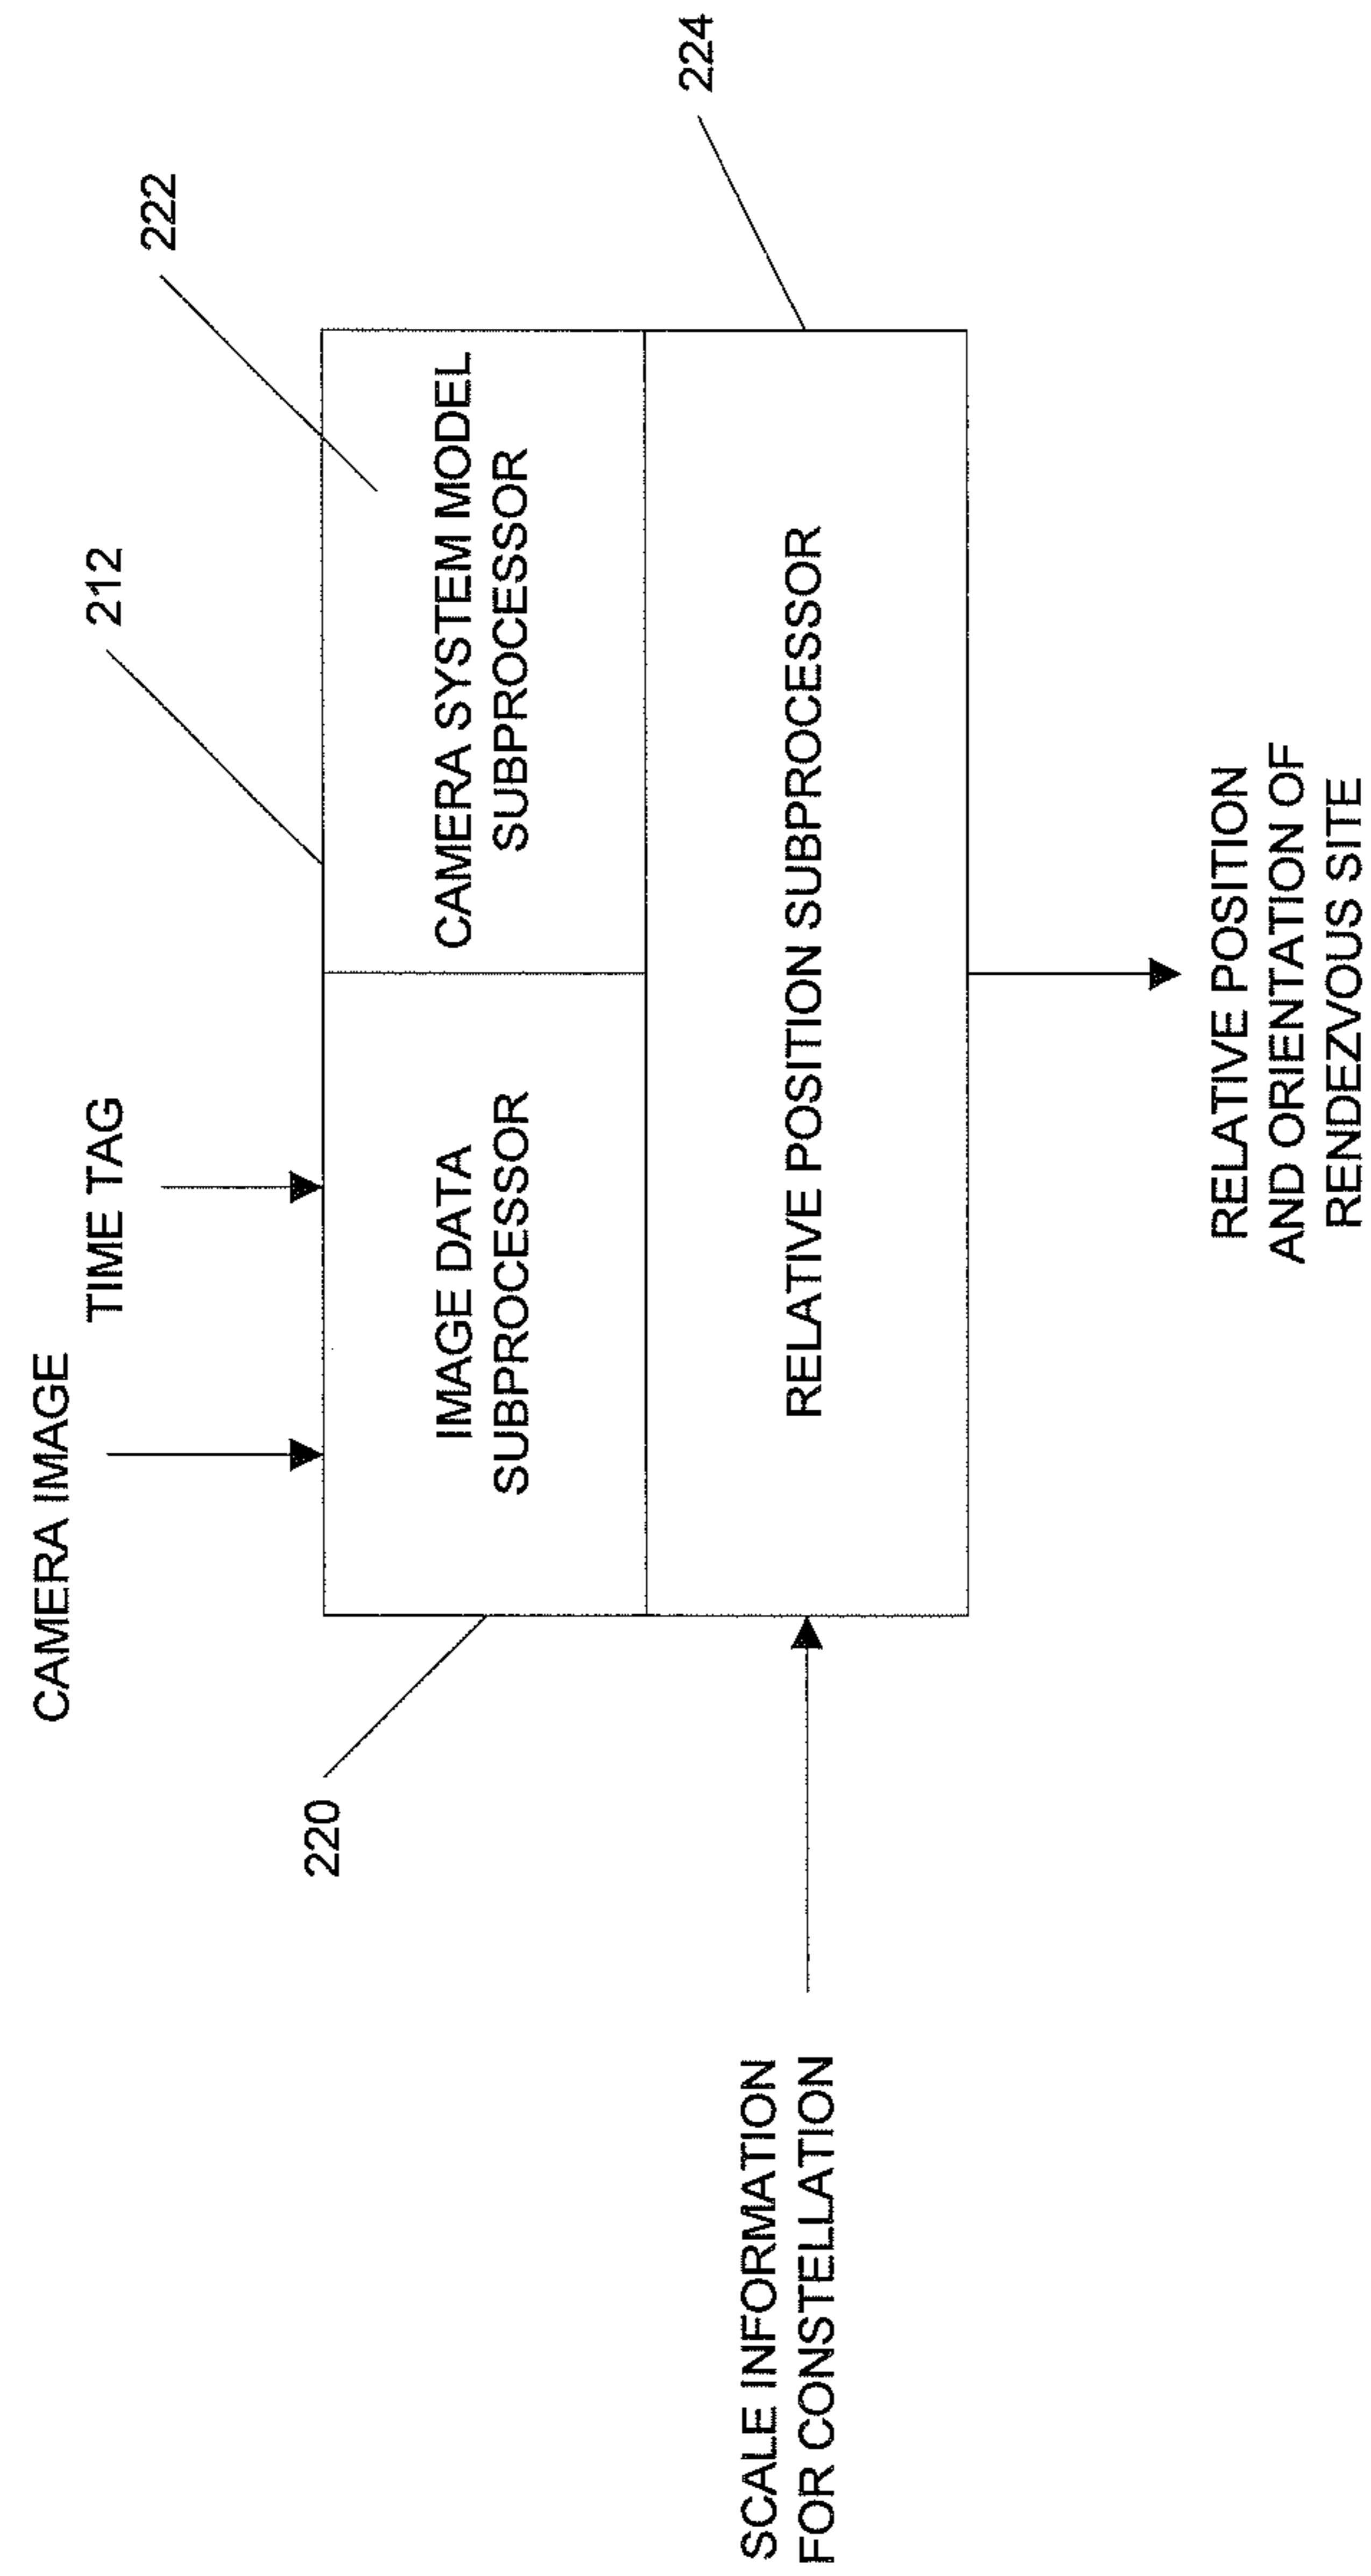 CAMERA IMAGE
TIME TAG
212
222
224
220
IMAGE DATA
SUBPROCESSOR
CAMERA SYSTEM MODEL
SUBPROCESSOR
RELATIVE POSITION SUBPROCESSOR
SCALE INFORMATION
FOR CONSTELLATION
RELATIVE POSITION
AND ORIENTATION OF
RENDEZVOUS SITE